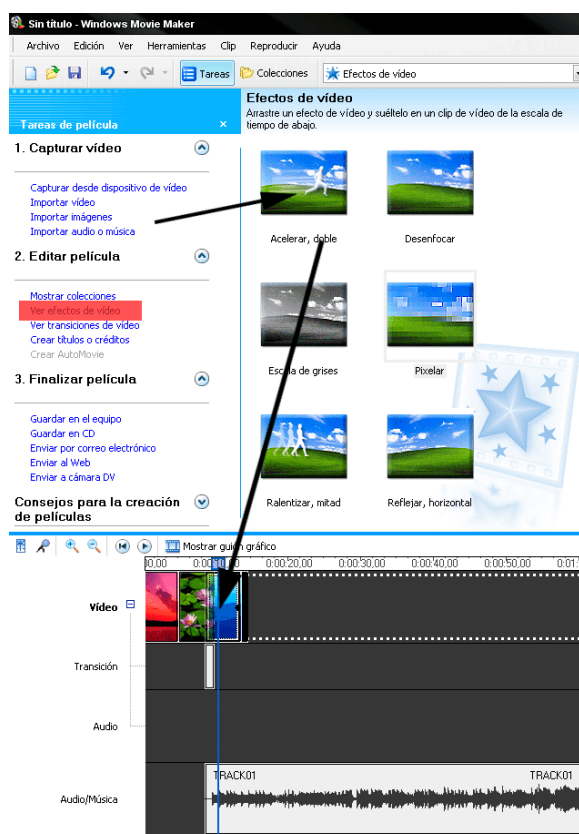 Sin título - Windows Movie Maker
Archivo Edición Ver Herramientas Clip Reproducir Ayuda
Tareas Colecciones Efectos de vídeo
Tareas de película
Efectos de vídeo
Arrastre un efecto de vídeo y suéltelo en un clip de vídeo de la escala de
tiempo de abajo.
1. Capturar vídeo
Capturar desde dispositivo de vídeo
Importar vídeo
Importar imágenes
Importar audio o música
Acelerar, doble Desenfocar
2. Editar película
Mostrar colecciones
Ver efectos de vídeo
Ver transiciones de vídeo
Crear títulos o créditos
Crear AutoMovie
Escala de grises Pixelar
3. Finalizar película
Guardar en el equipo
Guardar en CD
Enviar por correo electrónico
Enviar al Web
Enviar a cámara DV
Consejos para la creación
de películas
Ralentizar, mitad Reflejar, horizontal
Mostrar guión gráfico
0:00:20,00 0:00:30,00 0:00:40,00 0:00:50,00
Vídeo
Transición
Audio
TRACK01 TRACK01
Audio/Música